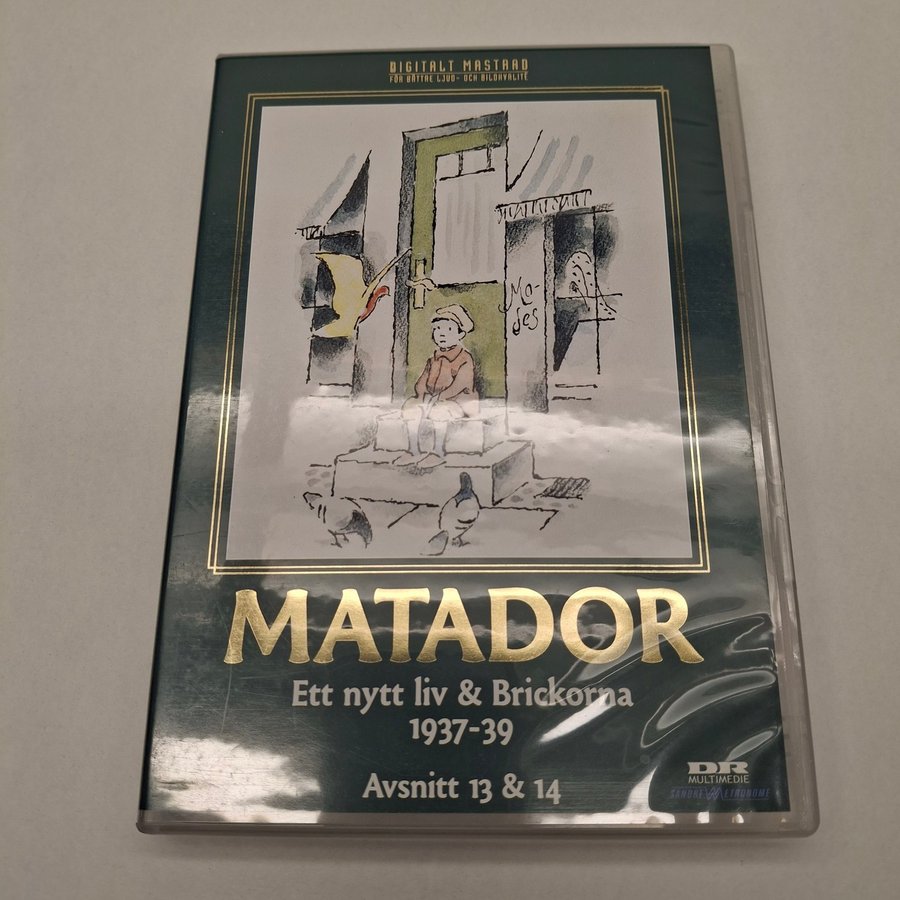 DIGITALT MASTRAD
FÖR BÄTTRE LJUD- OCH BILDKVALITÉ
Mo-
des
MATADOR
Ett nytt liv & Brickorna
1937-39
Avsnitt 13 & 14
DR
MULTIMEDIE
SANDREW METRONOME